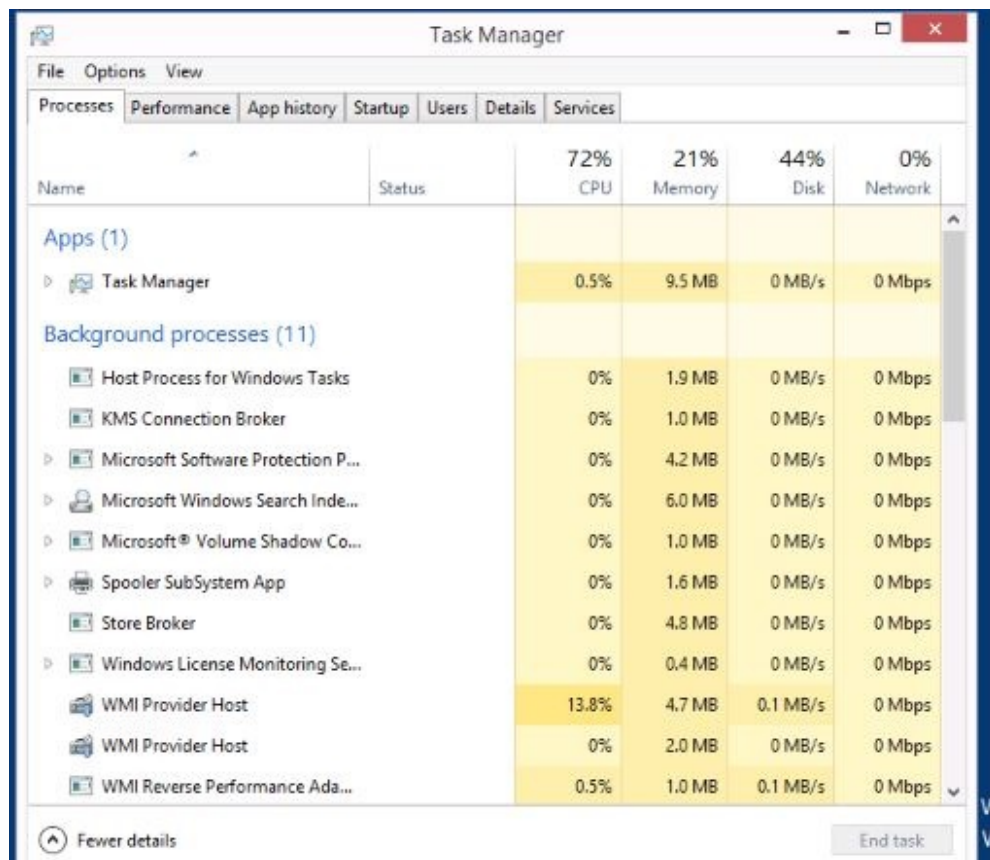 Task Manager
File Options View
Processes Performance App history Startup Users Details Services
72% 21% 44% 0%
Name Status CPU Memory Disk Network
Apps (1)
Task Manager 0.5% 9.5 MB 0 MB/s 0 Mbps
Background processes (11)
Host Process for Windows Tasks 0% 1.9 MB 0 MB/s 0 Mbps
KMS Connection Broker 0% 1.0 MB 0 MB/s 0 Mbps
Microsoft Software Protection P... 0% 4.2 MB 0 MB/s 0 Mbps
Microsoft Windows Search Inde... 0% 6.0 MB 0 MB/s 0 Mbps
Microsoft® Volume Shadow Co... 0% 1.0 MB 0 MB/s 0 Mbps
Spooler SubSystem App 0% 1.6 MB 0 MB/s 0 Mbps
Store Broker 0% 4.8 MB 0 MB/s 0 Mbps
Windows License Monitoring Se... 0% 0.4 MB 0 MB/s 0 Mbps
WMI Provider Host 13.8% 4.7 MB 0.1 MB/s 0 Mbps
WMI Provider Host 0% 2.0 MB 0 MB/s 0 Mbps
WMI Reverse Performance Ada... 0.5% 1.0 MB 0.1 MB/s 0 Mbps
Fewer details End task